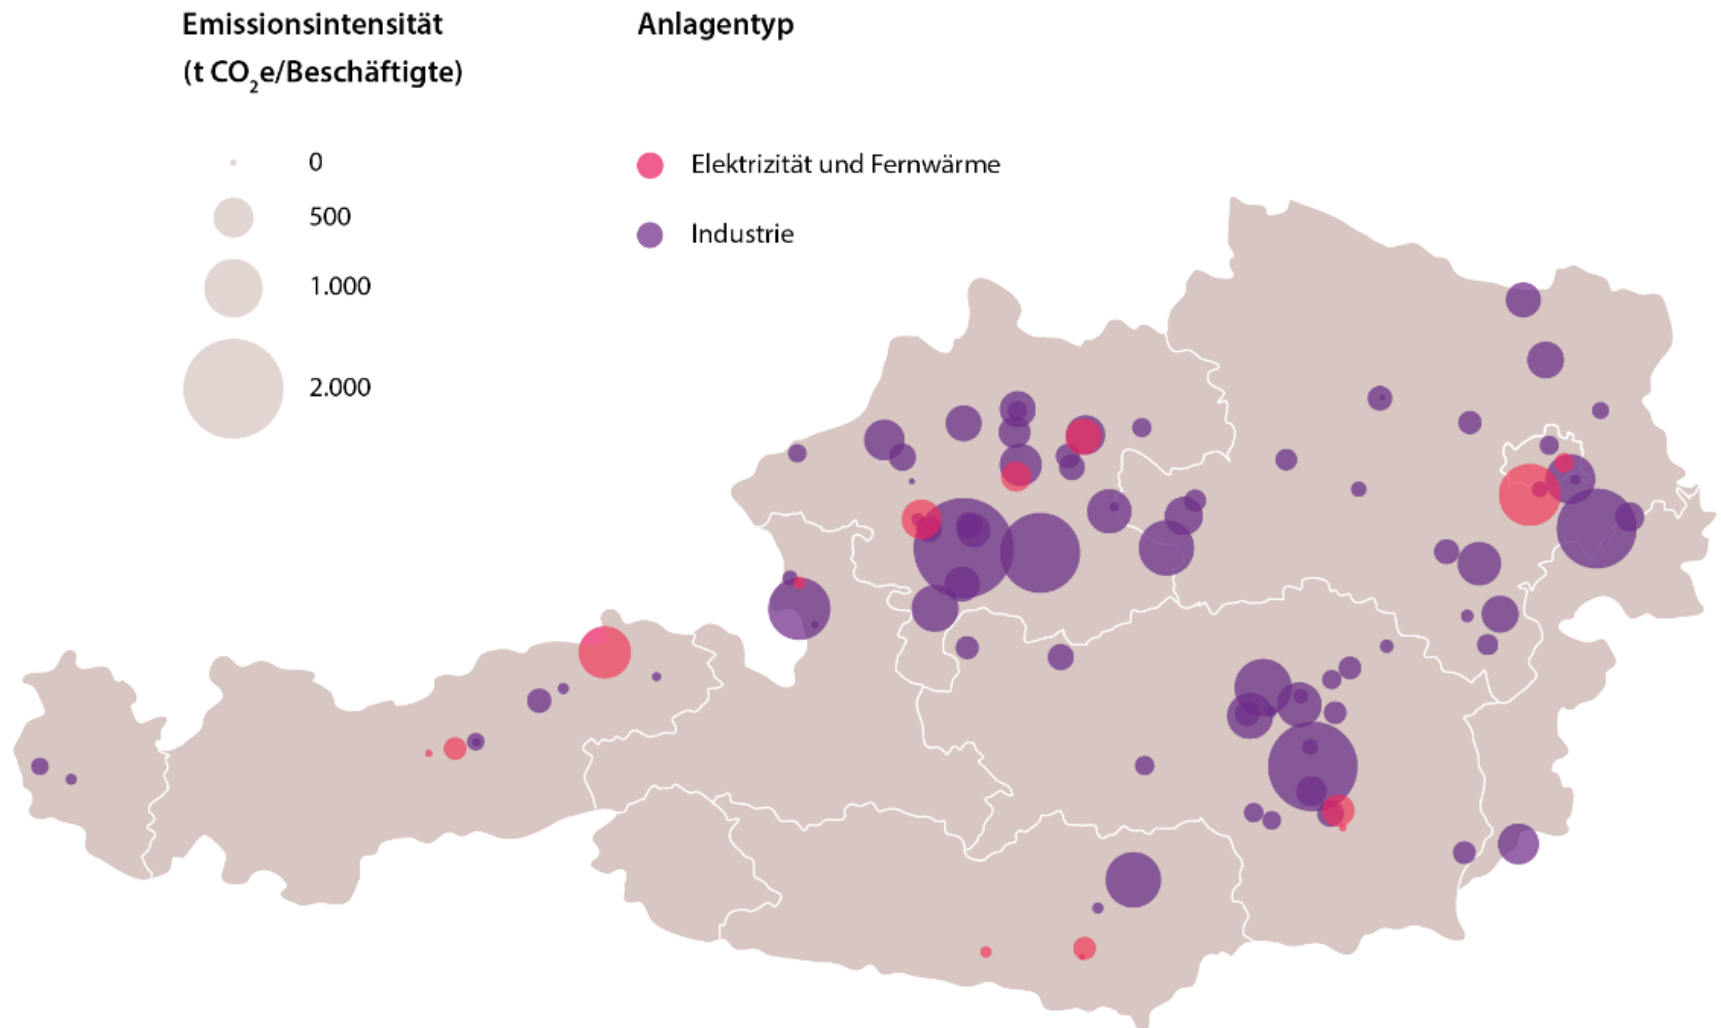 Emissionsintensität
(t CO₂e/Beschäftigte)
0
500
1.000
2.000
Anlagentyp
Elektrizität und Fernwärme
Industrie